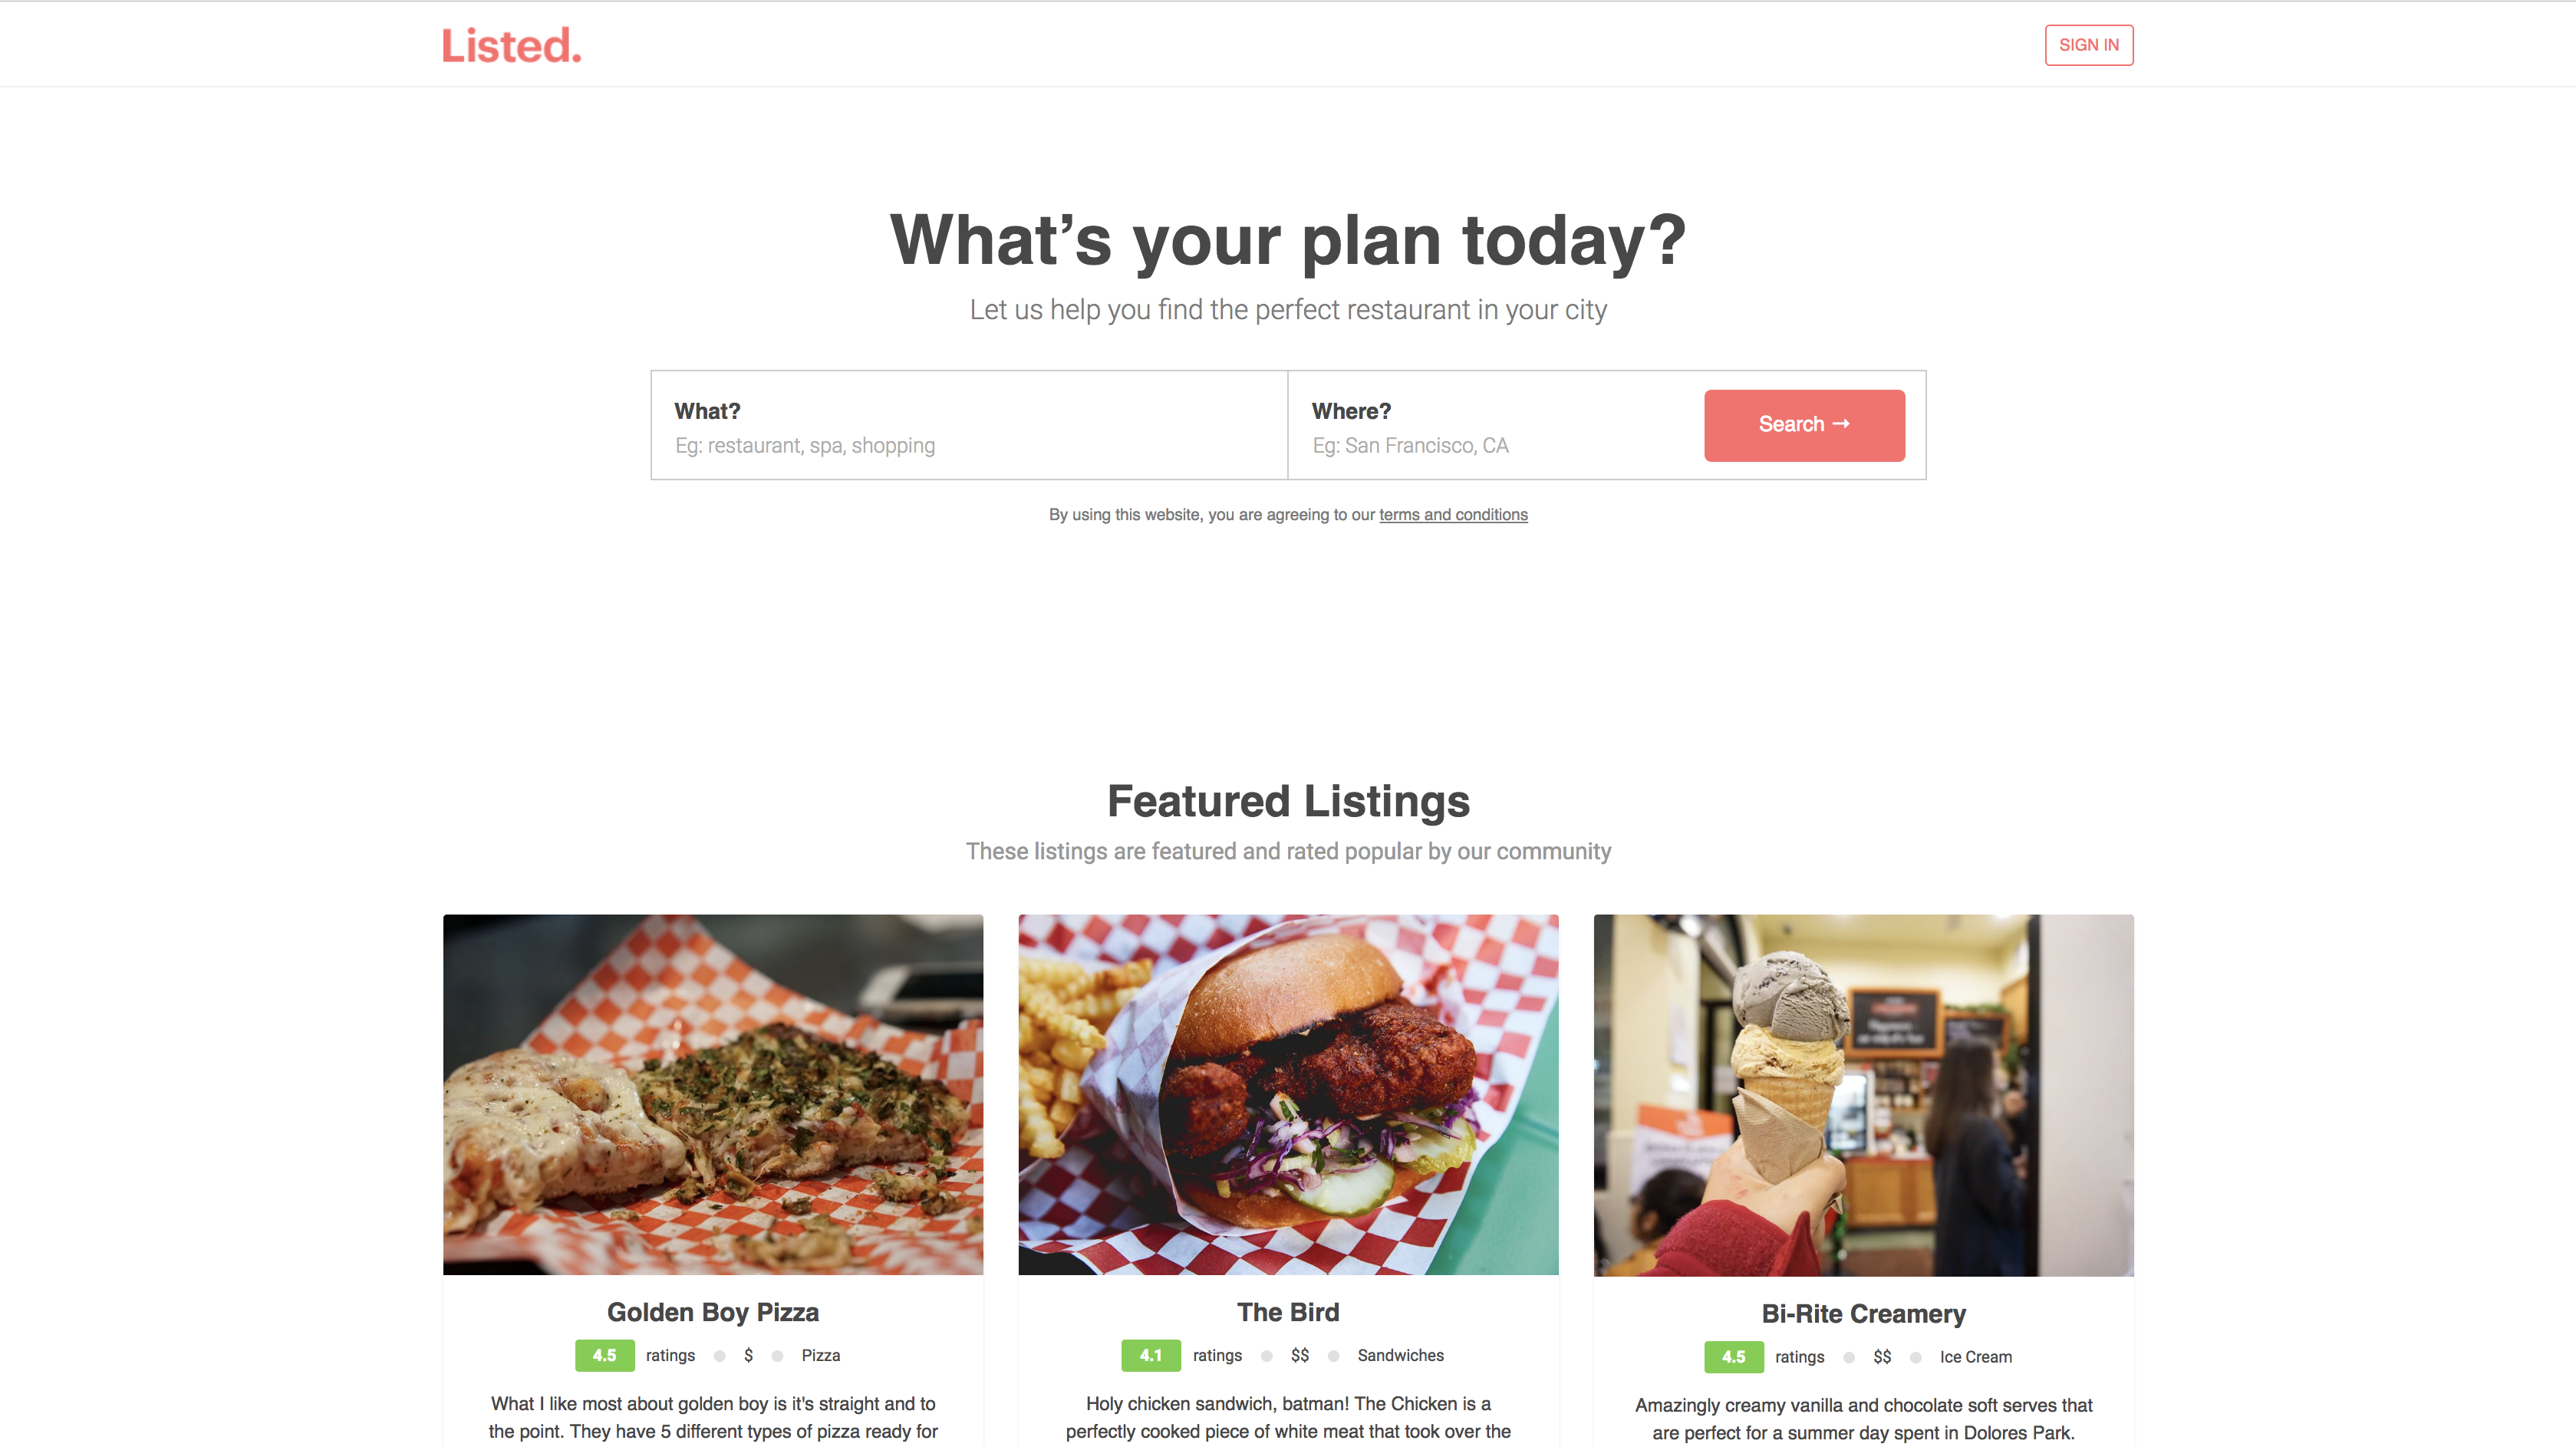 Listed.
SIGN IN
What’s your plan today?
Let us help you find the perfect restaurant in your city
What?
Eg: restaurant, spa, shopping
Where?
Eg: San Francisco, CA
Search →
By using this website, you are agreeing to our terms and conditions
Featured Listings
These listings are featured and rated popular by our community
Golden Boy Pizza
4.5 ratings $ Pizza
What I like most about golden boy is it's straight and to
the point. They have 5 different types of pizza ready for
The Bird
4.1 ratings $$ Sandwiches
Holy chicken sandwich, batman! The Chicken is a
perfectly cooked piece of white meat that took over the
Bi-Rite Creamery
4.5 ratings $$ Ice Cream
Amazingly creamy vanilla and chocolate soft serves that
are perfect for a summer day spent in Dolores Park.